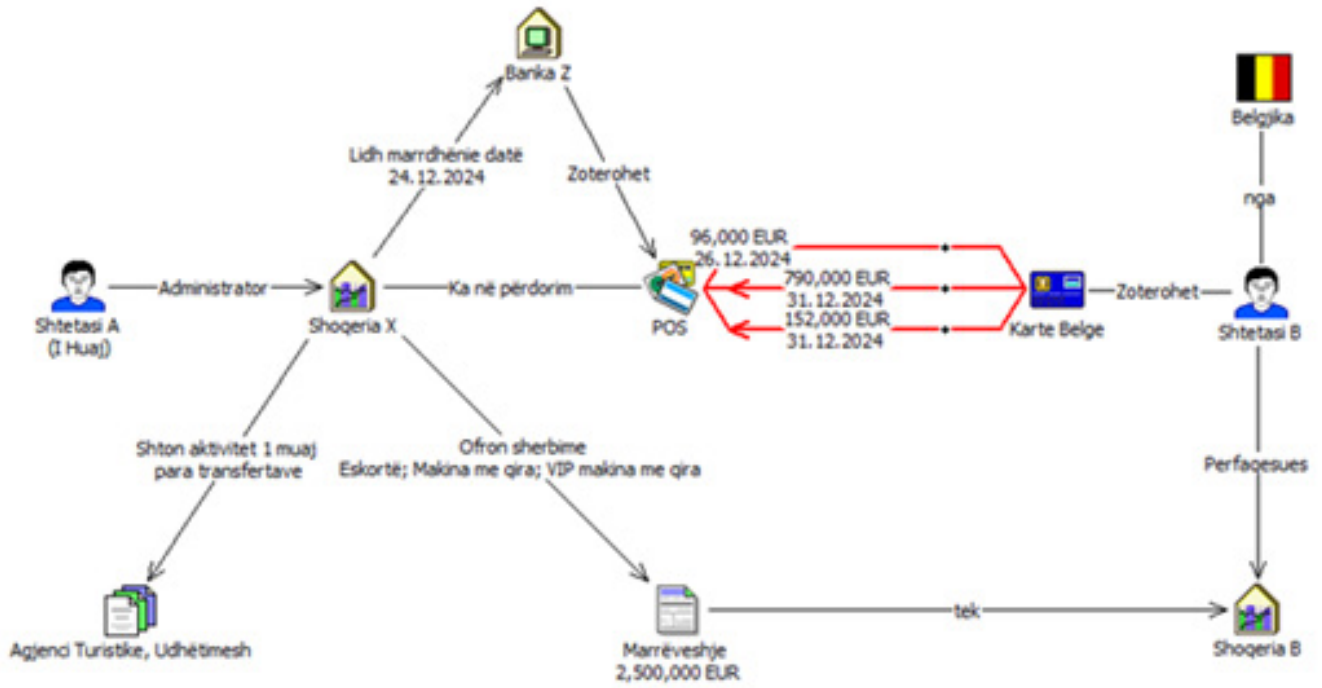 Banka Z
Belgjika
Lidh marrdhënie datë
24.12.2024
Zoterohet
nga
96,000 EUR
26.12.2024
790,000 EUR
31.12.2024
152,000 EUR
31.12.2024
Administrator
Ka në përdorim
Zoterohet
Shtetasi A
(I Huaj)
Shoqeria X
POS
Karte Belge
Shtetasi B
Shton aktivitet 1 muaj
para transfertave
Ofron sherbime
Eskortë; Makina me qira; VIP makina me qira
Perfaqesues
tek
Agjenci Turistike, Udhëtimesh
Marrëveshje
2,500,000 EUR
Shoqeria B